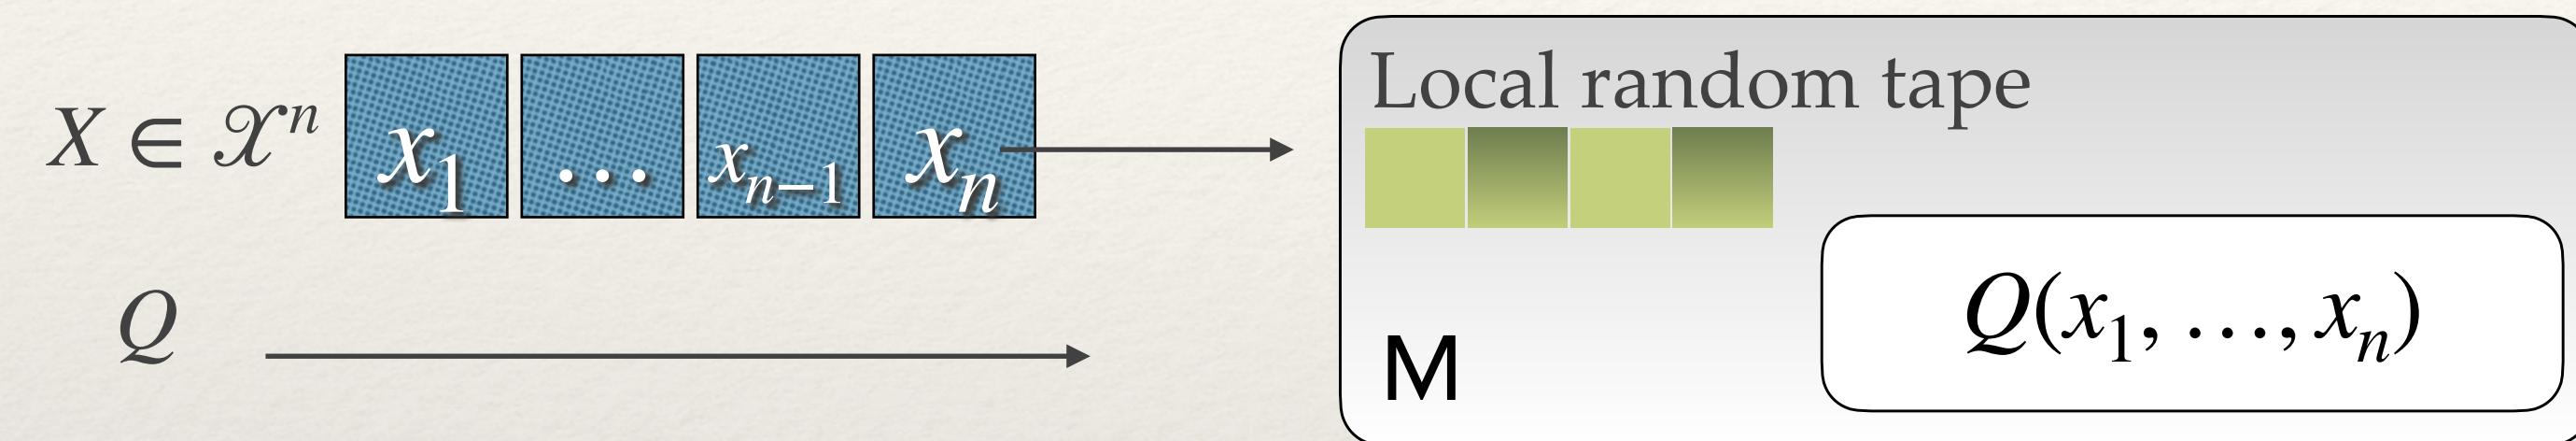 X ∈ 𝒳ⁿ x₁ … xₙ₋₁ xₙ
Local random tape
Q
Q(x₁, …, xₙ)
M